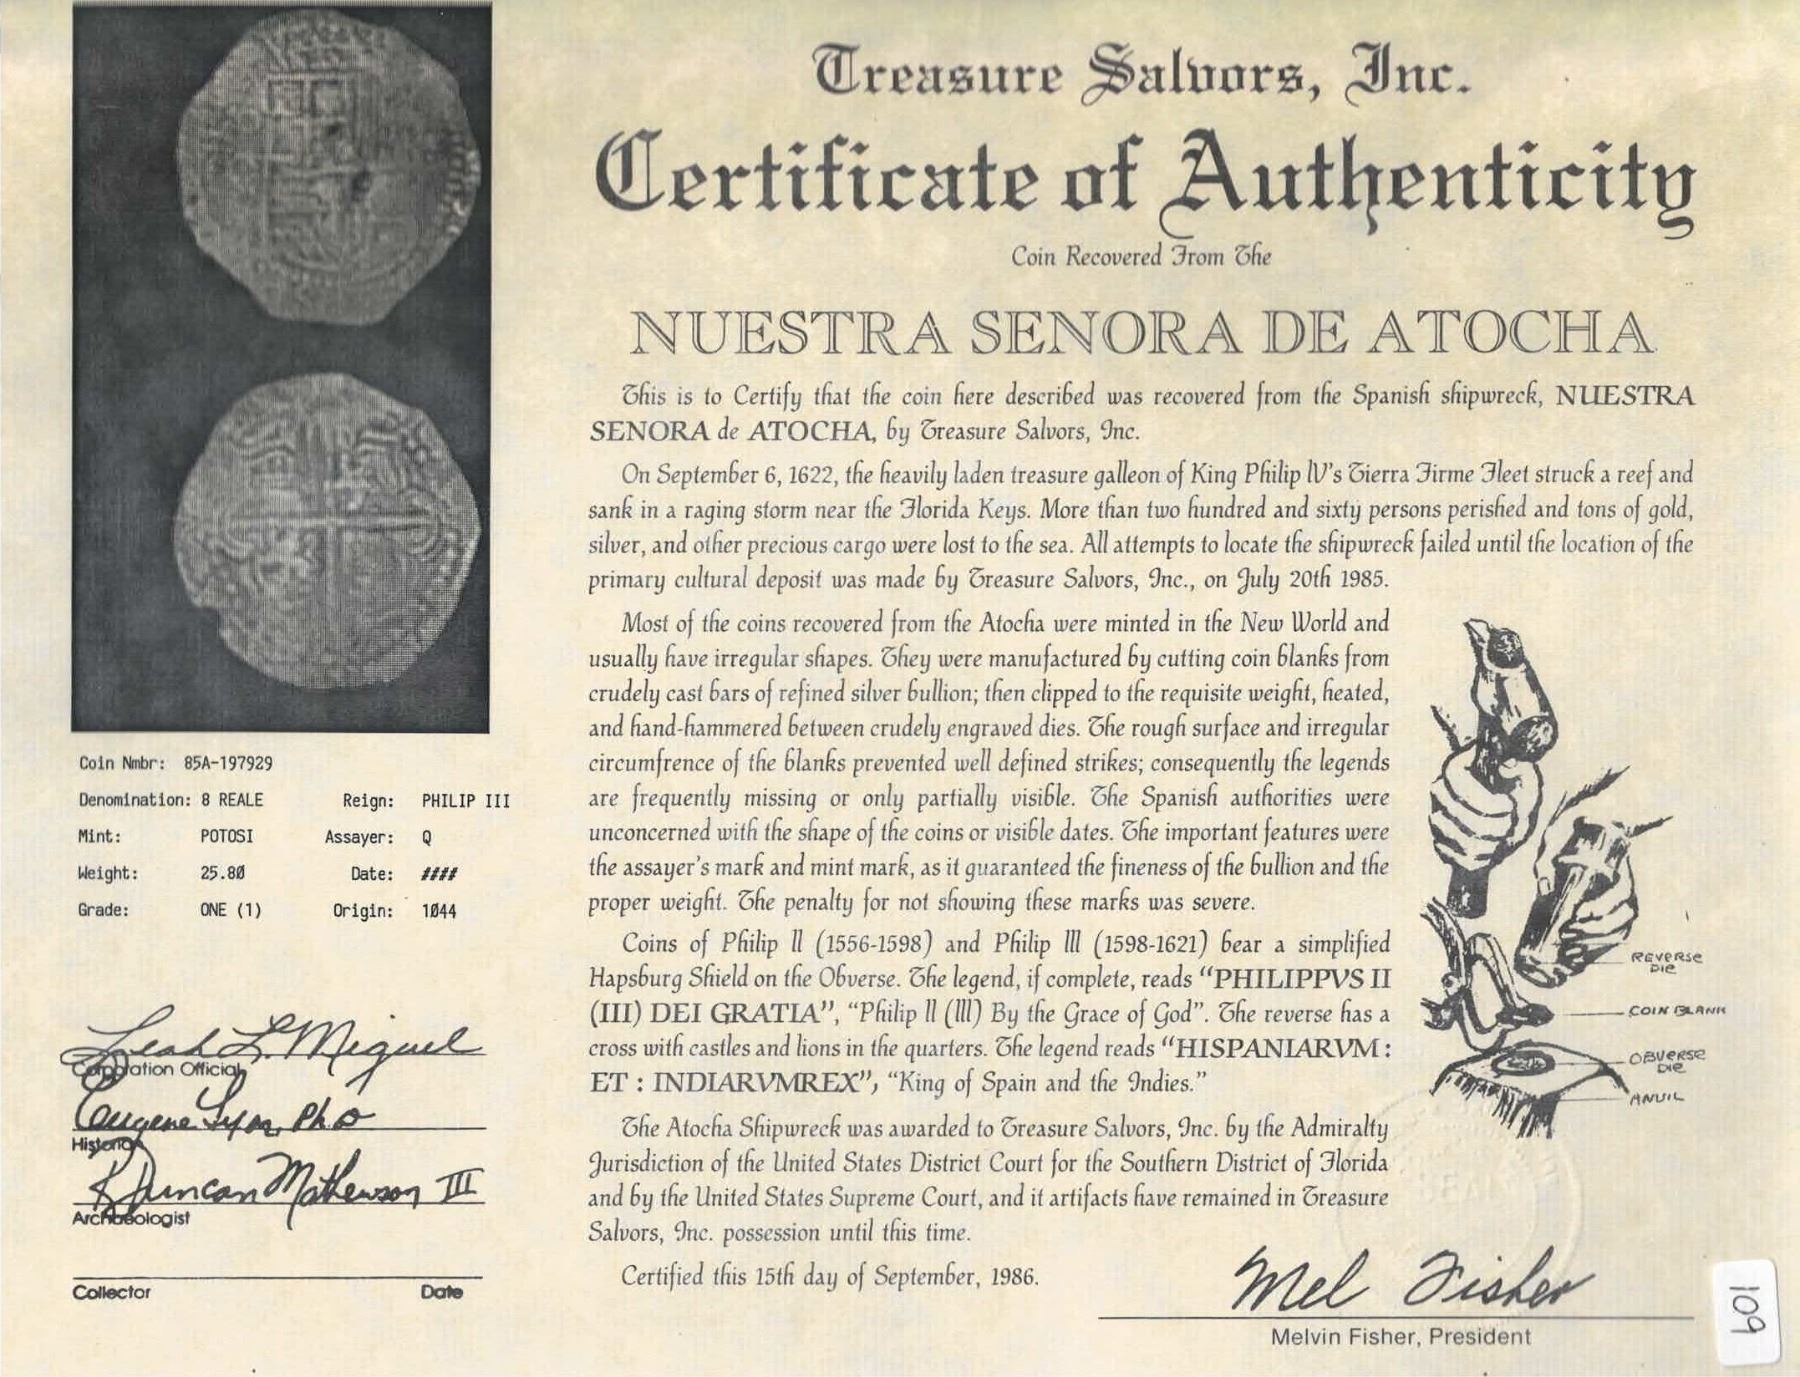 Treasure Salvors, Inc.
Certificate of Authenticity
Coin Recovered From The
NUESTRA SENORA DE ATOCHA
This is to Certify that the coin here described was recovered from the Spanish shipwreck, NUESTRA
SENORA de ATOCHA, by Treasure Salvors, Inc.
On September 6, 1622, the heavily laden treasure galleon of King Philip IV's Tierra Firme Fleet struck a reef and
sank in a raging storm near the Florida Keys. More than two hundred and sixty persons perished and tons of gold,
silver, and other precious cargo were lost to the sea. All attempts to locate the shipwreck failed until the location of the
primary cultural deposit was made by Treasure Salvors, Inc., on July 20th 1985.
Most of the coins recovered from the Atocha were minted in the New World and
usually have irregular shapes. They were manufactured by cutting coin blanks from
crudely cast bars of refined silver bullion; then clipped to the requisite weight, heated,
and hand-hammered between crudely engraved dies. The rough surface and irregular
circumfrence of the blanks prevented well defined strikes; consequently the legends
are frequently missing or only partially visible. The Spanish authorities were
unconcerned with the shape of the coins or visible dates. The important features were
the assayer's mark and mint mark, as it guaranteed the fineness of the bullion and the
proper weight. The penalty for not showing these marks was severe.
Coins of Philip II (1556-1598) and Philip III (1598-1621) bear a simplified
Hapsburg Shield on the Obverse. The legend, if complete, reads "PHILIPPVS II
(III) DEI GRATIA", "Philip II (III) By the Grace of God". The reverse has a
cross with castles and lions in the quarters. The legend reads "HISPANIARVM :
ET : INDIARVMREX", "King of Spain and the Indies."
The Atocha Shipwreck was awarded to Treasure Salvors, Inc. by the Admiralty
Jurisdiction of the United States District Court for the Southern District of Florida
and by the United States Supreme Court, and it artifacts have remained in Treasure
Salvors, Inc. possession until this time.
Certified this 15th day of September, 1986.
Mel Fisher
Melvin Fisher, President
REVERSE
DIE
COIN BLANK
OBVERSE
DIE
ANVIL
Coin Nmbr: 85A-197929
Denomination: 8 REALE Reign: PHILIP III
Mint: POTOSI Assayer: Q
Weight: 25.80 Date: ####
Grade: ONE (1) Origin: 1044
Leah L. Miguel
Corporation Official
Eugene Lyon, PhD
Historian
R Duncan Mathewson III
Archaeologist
Collector Date
109